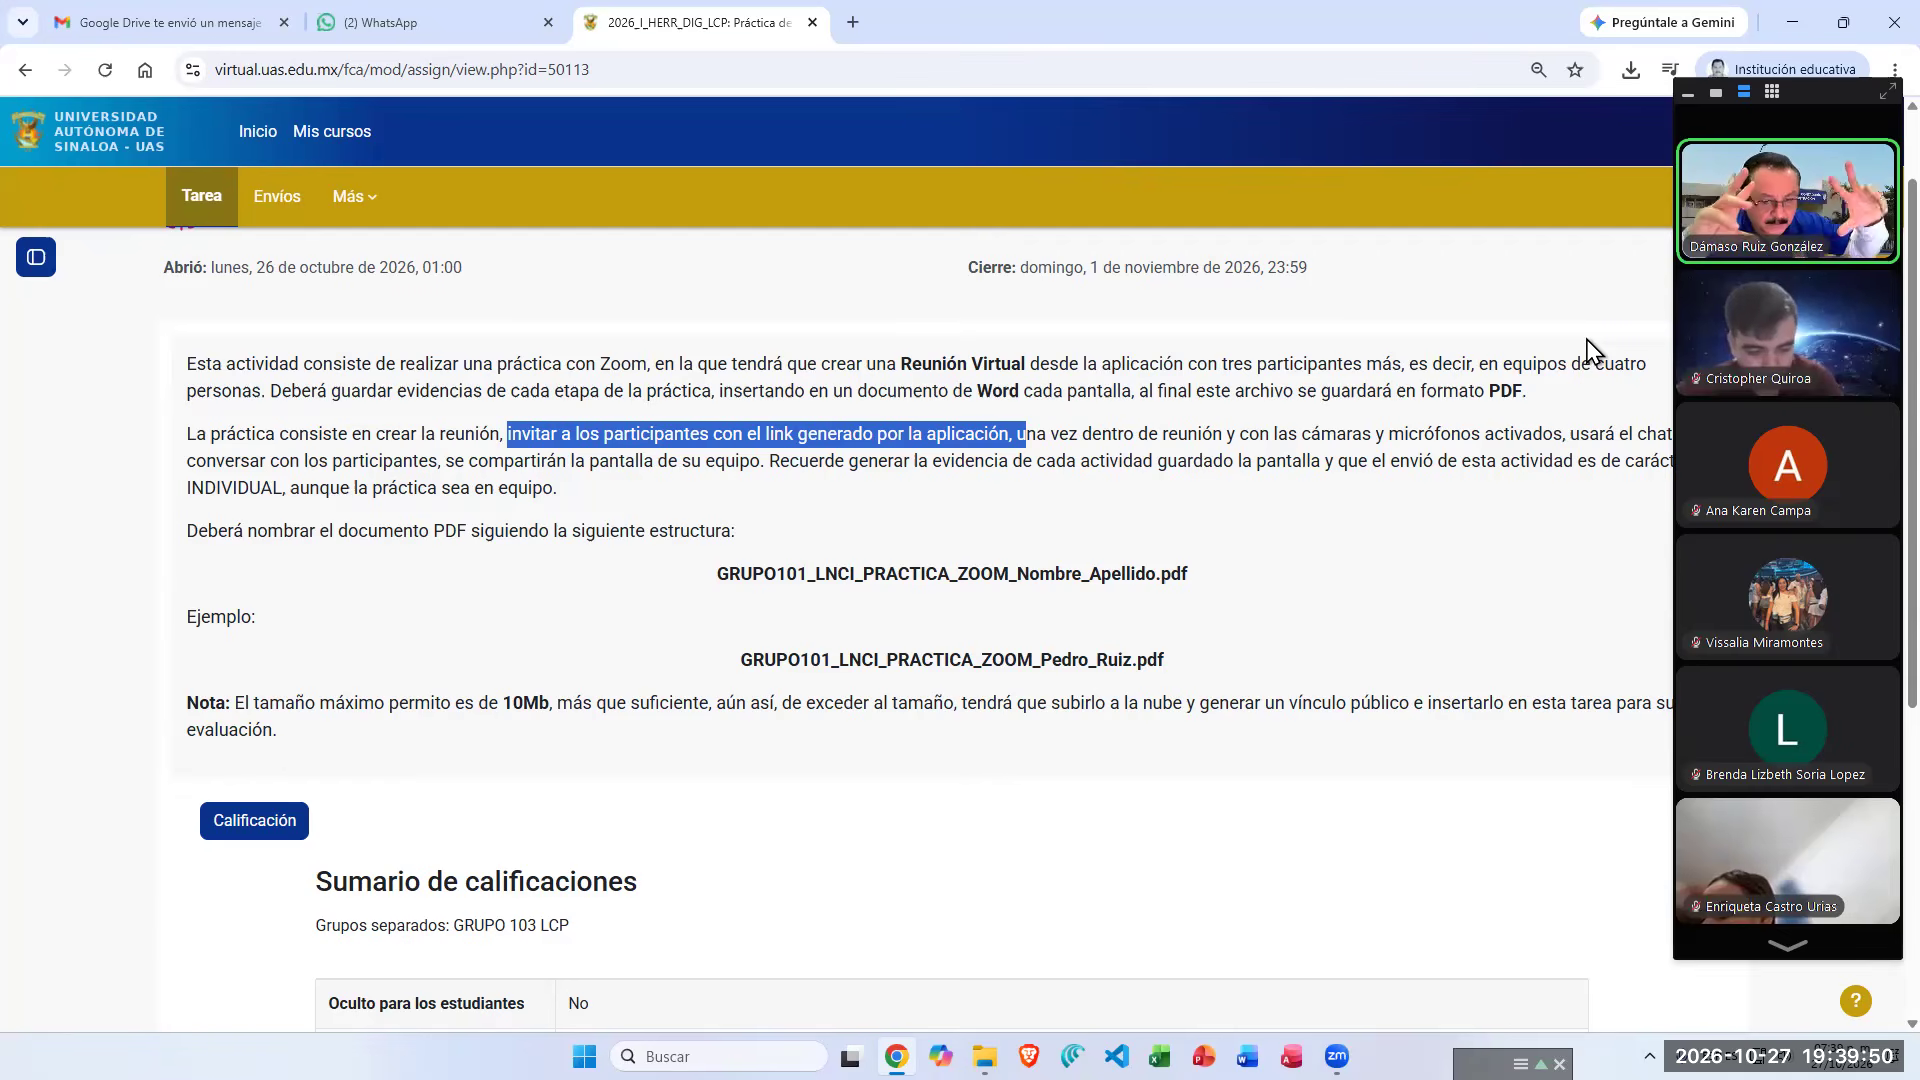 Google Drive te envió un mensaje
(2) WhatsApp
2026_I_HERR_DIG_LCP: Práctica de
Pregúntale a Gemini
virtual.uas.edu.mx/fca/mod/assign/view.php?id=50113
Institución educativa
UNIVERSIDAD
AUTÓNOMA DE
SINALOA - UAS
Inicio
Mis cursos
Tarea
Envíos
Más
Abrió: lunes, 26 de octubre de 2026, 01:00
Cierre: domingo, 1 de noviembre de 2026, 23:59
Esta actividad consiste de realizar una práctica con Zoom, en la que tendrá que crear una Reunión Virtual desde la aplicación con tres participantes más, es decir, en equipos de cuatro
personas. Deberá guardar evidencias de cada etapa de la práctica, insertando en un documento de Word cada pantalla, al final este archivo se guardará en formato PDF.
La práctica consiste en crear la reunión, invitar a los participantes con el link generado por la aplicación, una vez dentro de reunión y con las cámaras y micrófonos activados, usará el chat
conversar con los participantes, se compartirán la pantalla de su equipo. Recuerde generar la evidencia de cada actividad guardado la pantalla y que el envió de esta actividad es de caráct
INDIVIDUAL, aunque la práctica sea en equipo.
Deberá nombrar el documento PDF siguiendo la siguiente estructura:
GRUPO101_LNCI_PRACTICA_ZOOM_Nombre_Apellido.pdf
Ejemplo:
GRUPO101_LNCI_PRACTICA_ZOOM_Pedro_Ruiz.pdf
Nota: El tamaño máximo permito es de 10Mb, más que suficiente, aún así, de exceder al tamaño, tendrá que subirlo a la nube y generar un vínculo público e insertarlo en esta tarea para su
evaluación.
Calificación
Sumario de calificaciones
Grupos separados: GRUPO 103 LCP
Oculto para los estudiantes
No
Dámaso Ruiz González
Cristopher Quiroa
A
Ana Karen Campa
Vissalia Miramontes
L
Brenda Lizbeth Soria Lopez
Enriqueta Castro Urias
?
Buscar
zm
2026-10-27 19:39:50